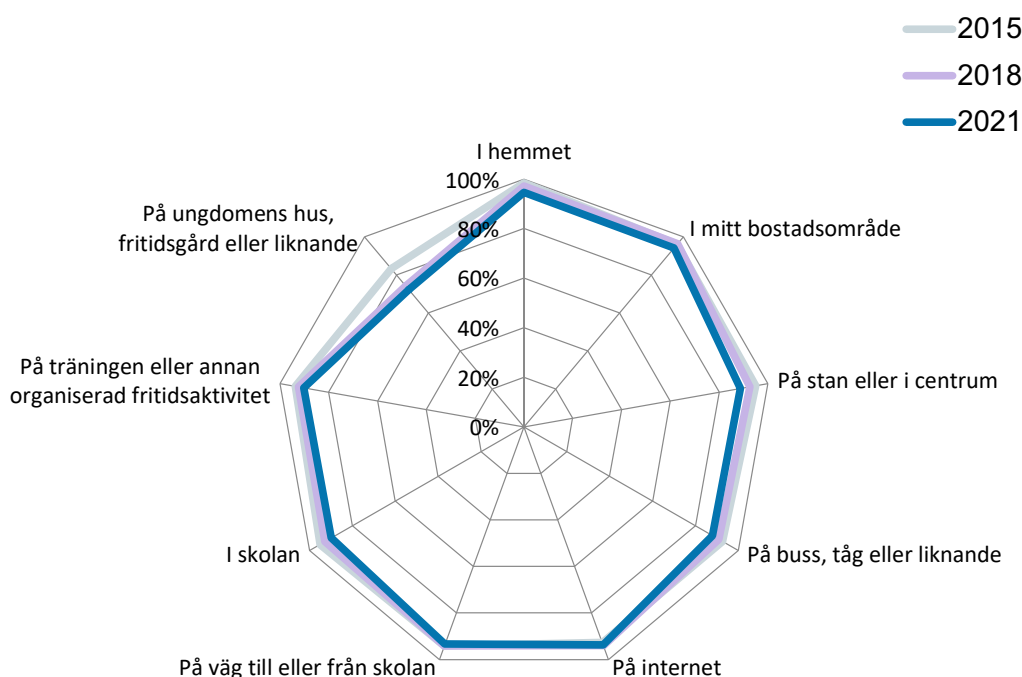 2015
2018
2021
I hemmet
I mitt bostadsområde
På stan eller i centrum
På buss, tåg eller liknande
På internet
På väg till eller från skolan
I skolan
På träningen eller annan
organiserad fritidsaktivitet
På ungdomens hus,
fritidsgård eller liknande
100%
80%
60%
40%
20%
0%